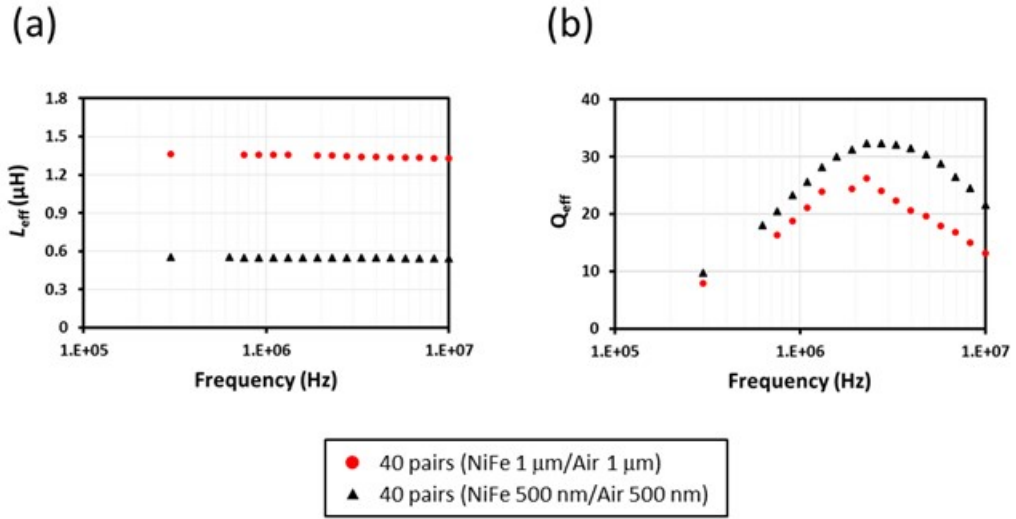 (a)
(b)
1.8
1.5
1.2
0.9
0.6
0.3
0
L_eff (μH)
1.E+05
1.E+06
1.E+07
Frequency (Hz)
40
30
20
10
0
Q_eff
1.E+05
1.E+06
1.E+07
Frequency (Hz)
40 pairs (NiFe 1 μm/Air 1 μm)
40 pairs (NiFe 500 nm/Air 500 nm)